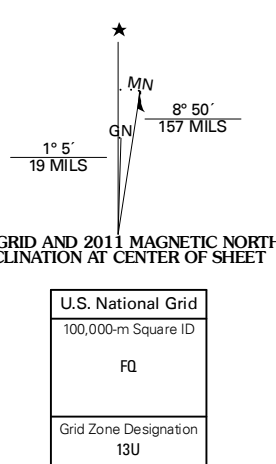 ★
MN
8° 50´
157 MILS
GN
1° 5´
19 MILS
GRID AND 2011 MAGNETIC NORTH
CLINATION AT CENTER OF SHEET
U.S. National Grid
100,000-m Square ID
FQ
Grid Zone Designation
13U